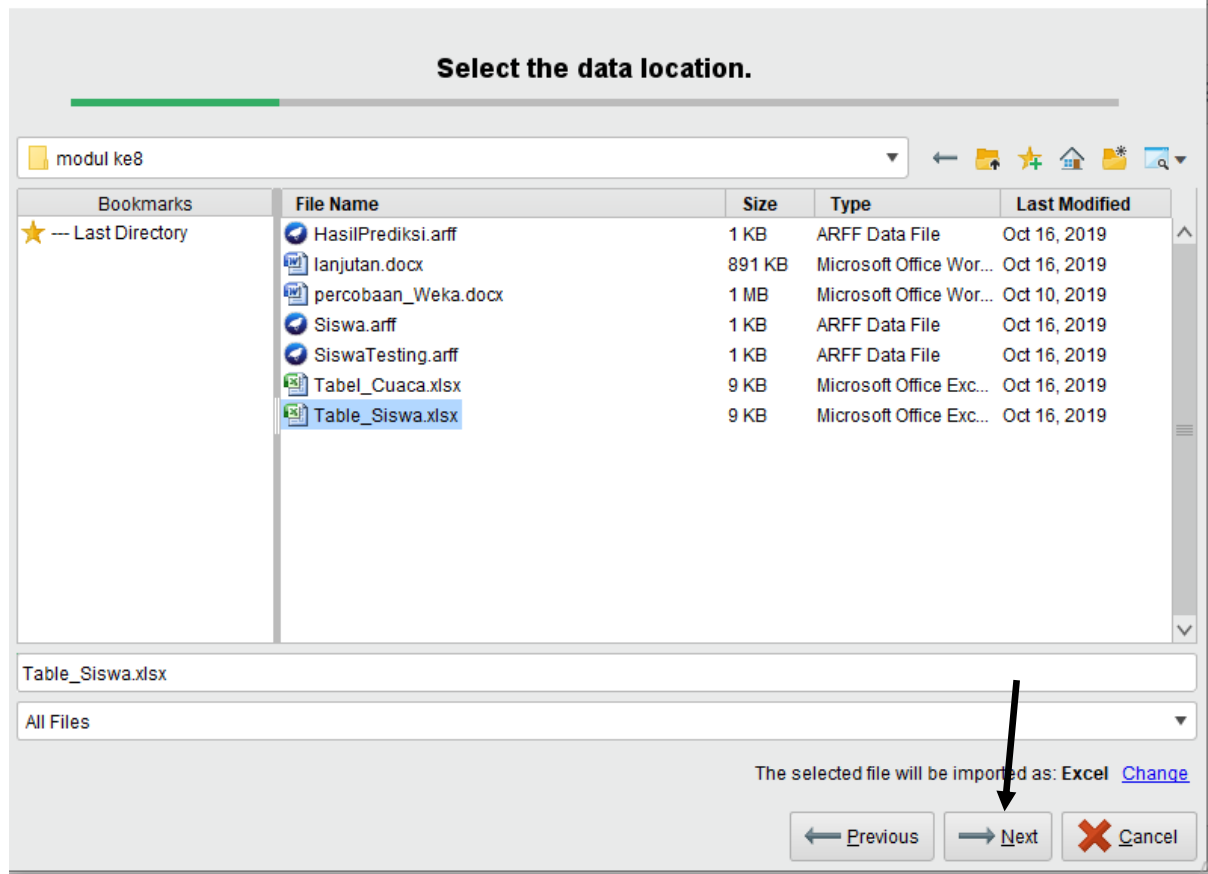 Select the data location.
modul ke8
Bookmarks File Name Size Type Last Modified
--- Last Directory HasilPrediksi.arff 1 KB ARFF Data File Oct 16, 2019
lanjutan.docx 891 KB Microsoft Office Wor... Oct 16, 2019
percobaan_Weka.docx 1 MB Microsoft Office Wor... Oct 10, 2019
Siswa.arff 1 KB ARFF Data File Oct 16, 2019
SiswaTesting.arff 1 KB ARFF Data File Oct 16, 2019
Tabel_Cuaca.xlsx 9 KB Microsoft Office Exc... Oct 16, 2019
Table_Siswa.xlsx 9 KB Microsoft Office Exc... Oct 16, 2019
Table_Siswa.xlsx
All Files
The selected file will be imported as: Excel Change
Previous Next Cancel